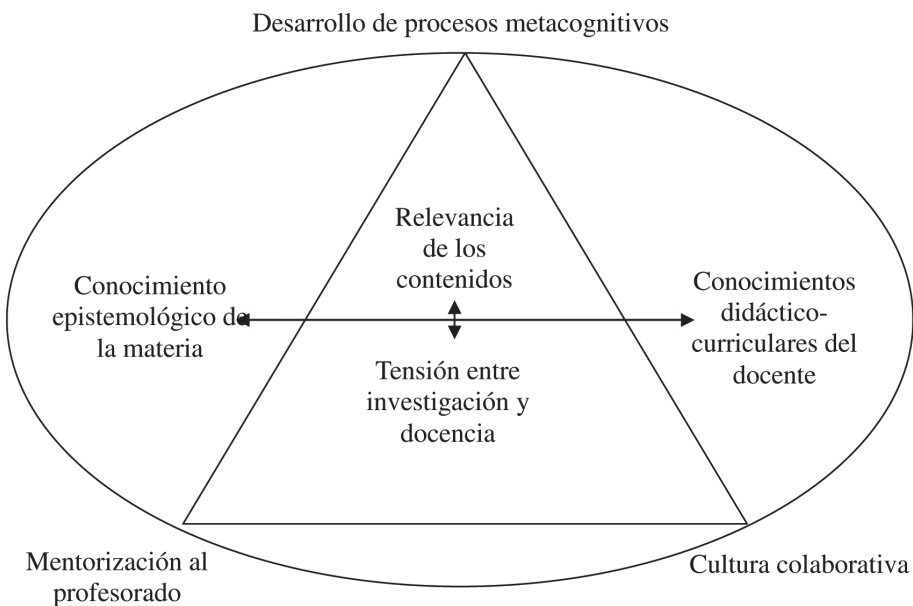 Desarrollo de procesos metacognitivos
Relevancia
de los
contenidos
Conocimiento
epistemológico de
la materia
Conocimientos
didáctico-
curriculares del
docente
Tensión entre
investigación y
docencia
Mentorización al
profesorado
Cultura colaborativa